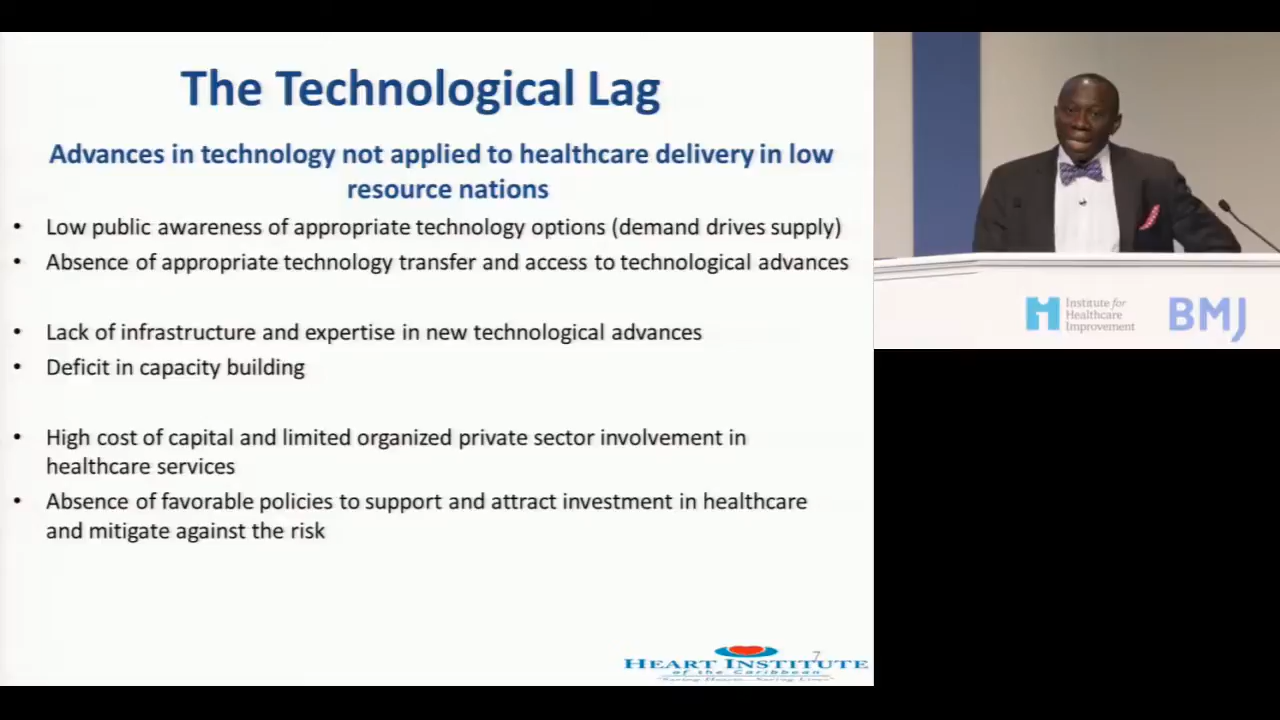 The Technological Lag
Advances in technology not applied to healthcare delivery in low
resource nations
• Low public awareness of appropriate technology options (demand drives supply)
• Absence of appropriate technology transfer and access to technological advances
• Lack of infrastructure and expertise in new technological advances
• Deficit in capacity building
• High cost of capital and limited organized private sector involvement in
healthcare services
• Absence of favorable policies to support and attract investment in healthcare
and mitigate against the risk
7
HEART INSTITUTE
of the Caribbean
Institute for
Healthcare
Improvement
BMJ